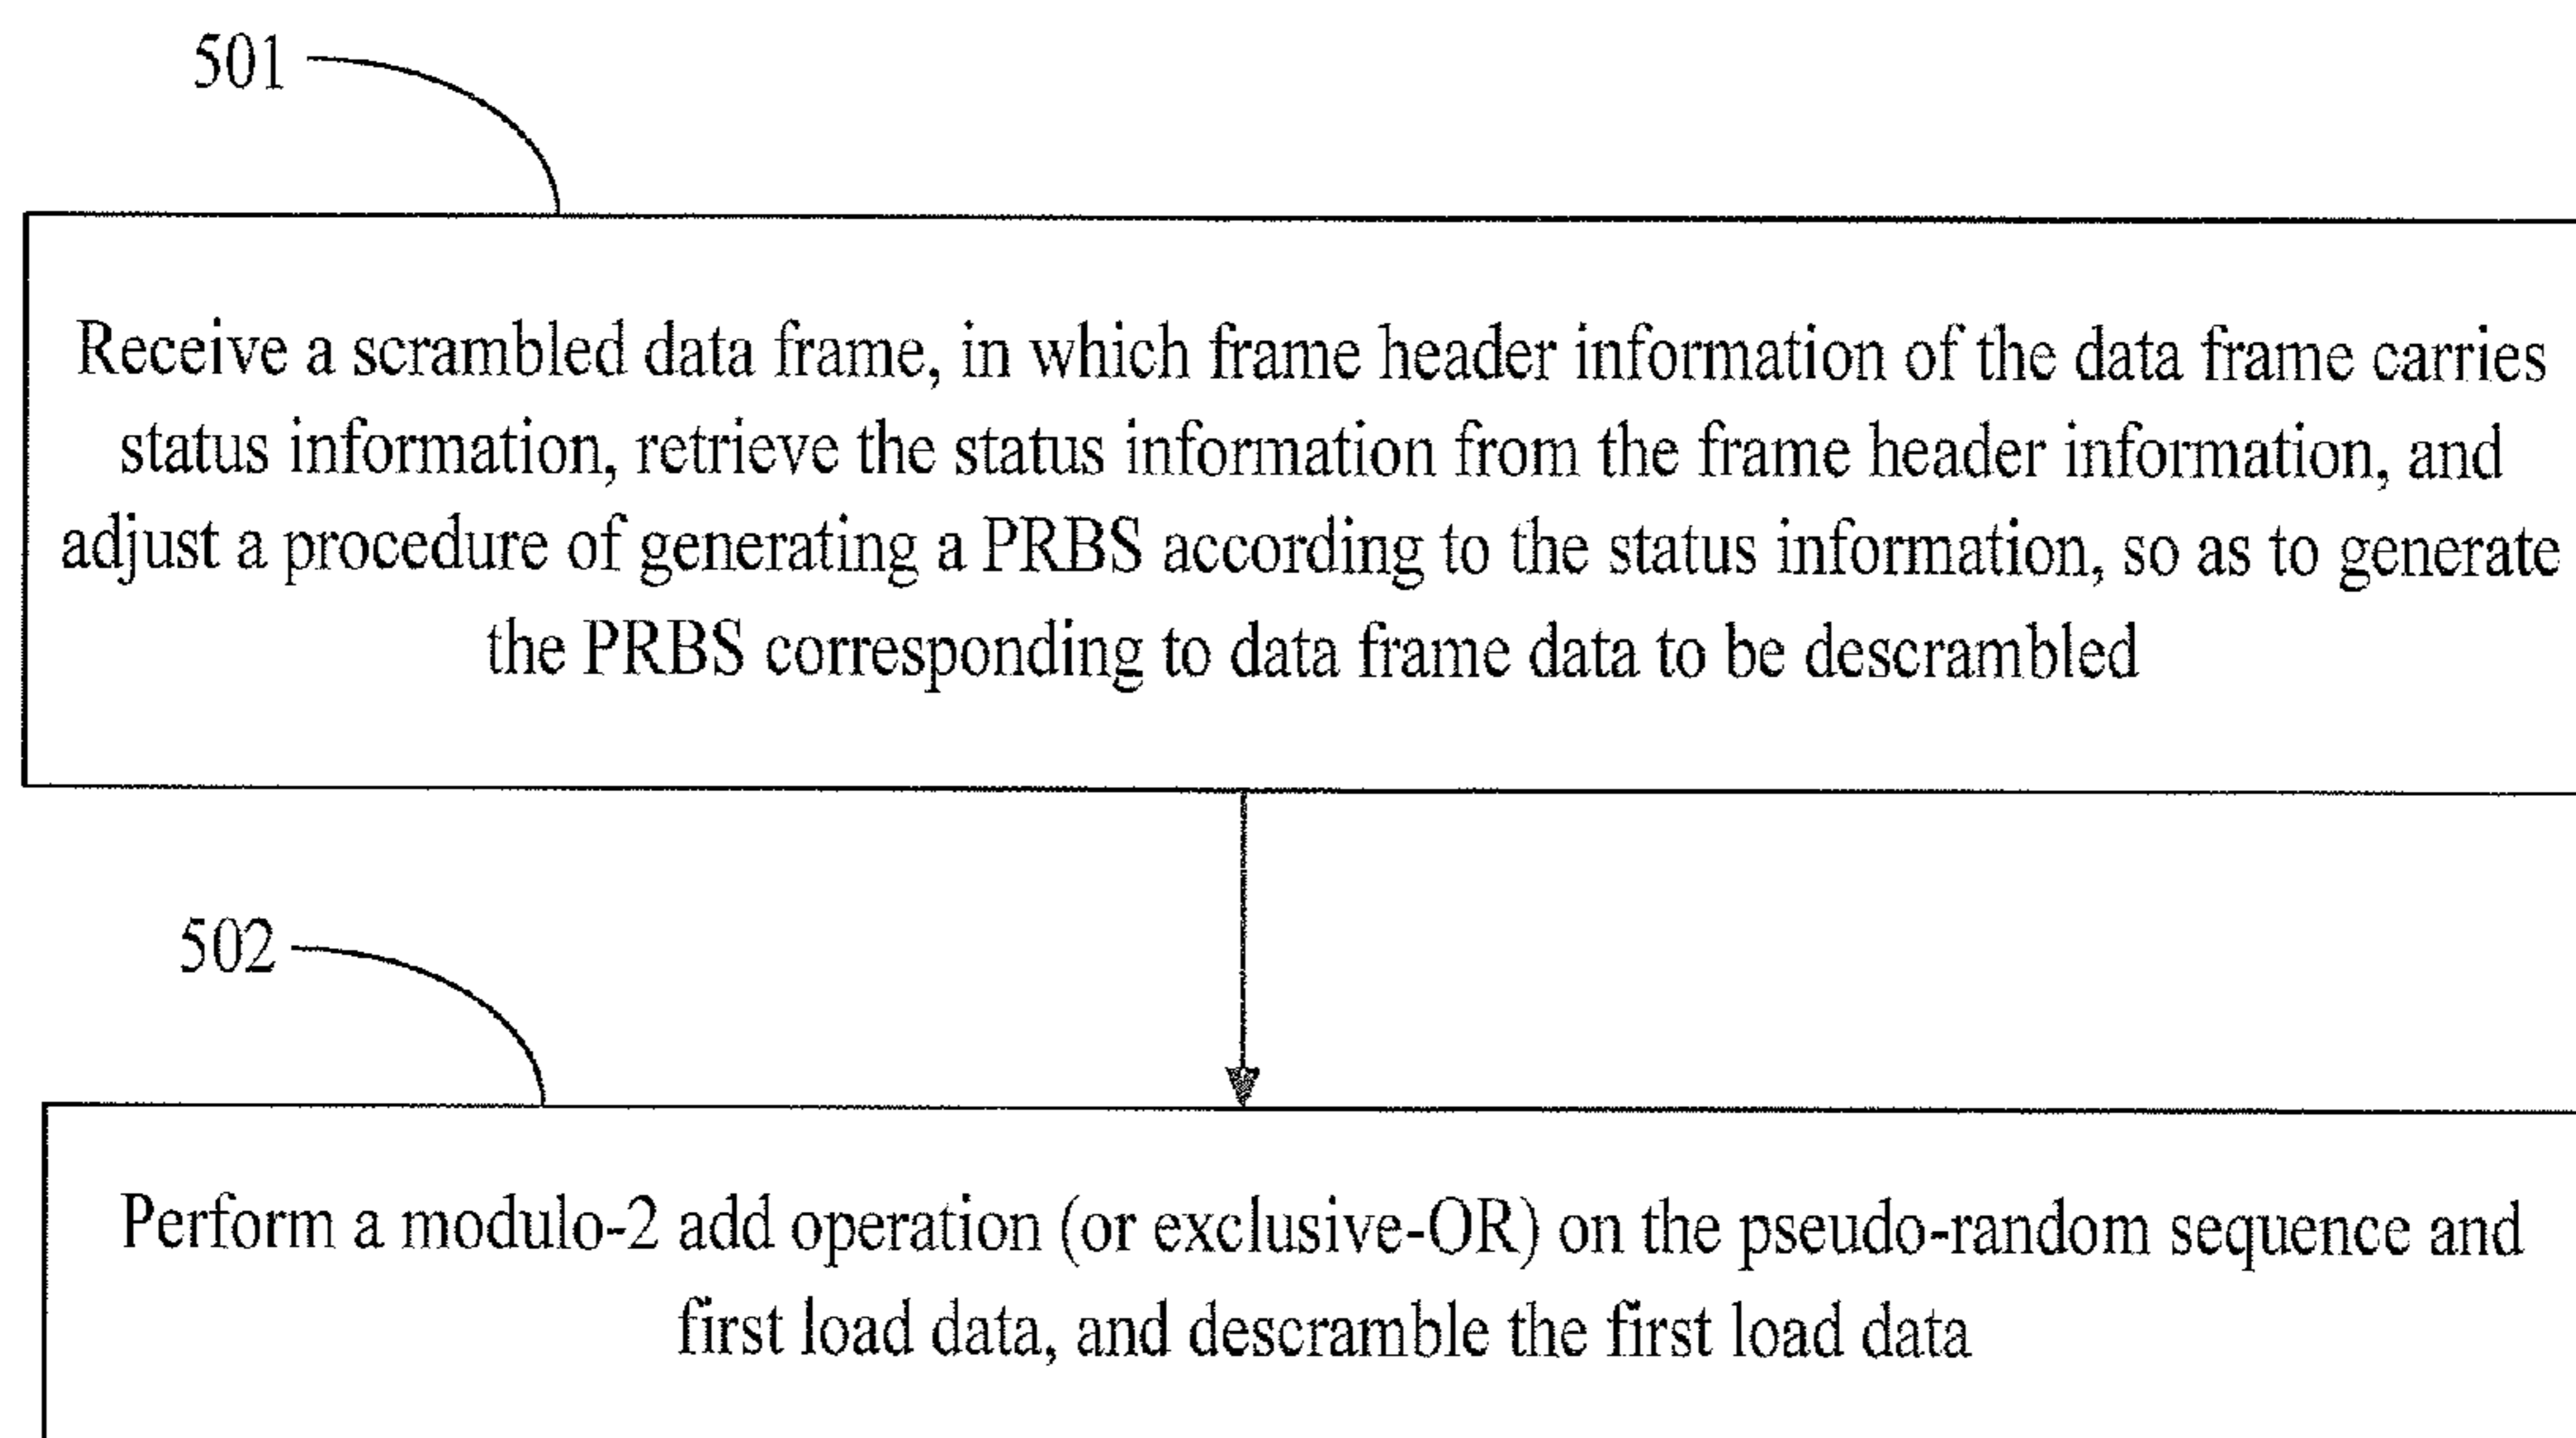 501
Receive a scrambled data frame, in which frame header information of the data frame carries
status information, retrieve the status information from the frame header information, and
adjust a procedure of generating a PRBS according to the status information, so as to generate
the PRBS corresponding to data frame data to be descrambled
502
Perform a modulo-2 add operation (or exclusive-OR) on the pseudo-random sequence and
first load data, and descramble the first load data